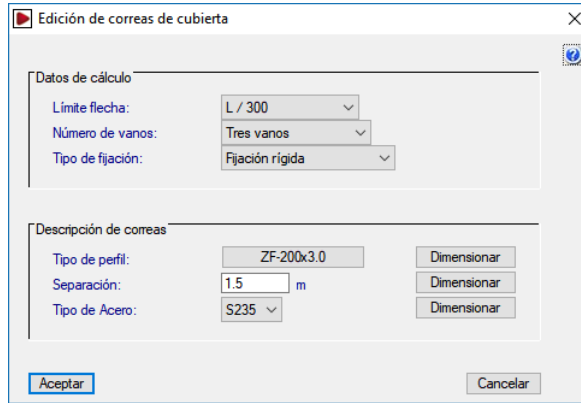 Edición de correas de cubierta
Datos de cálculo
Límite flecha: L / 300
Número de vanos: Tres vanos
Tipo de fijación: Fijación rígida
Descripción de correas
Tipo de perfil: ZF-200x3.0 Dimensionar
Separación: 1.5 m Dimensionar
Tipo de Acero: S235 Dimensionar
Aceptar Cancelar